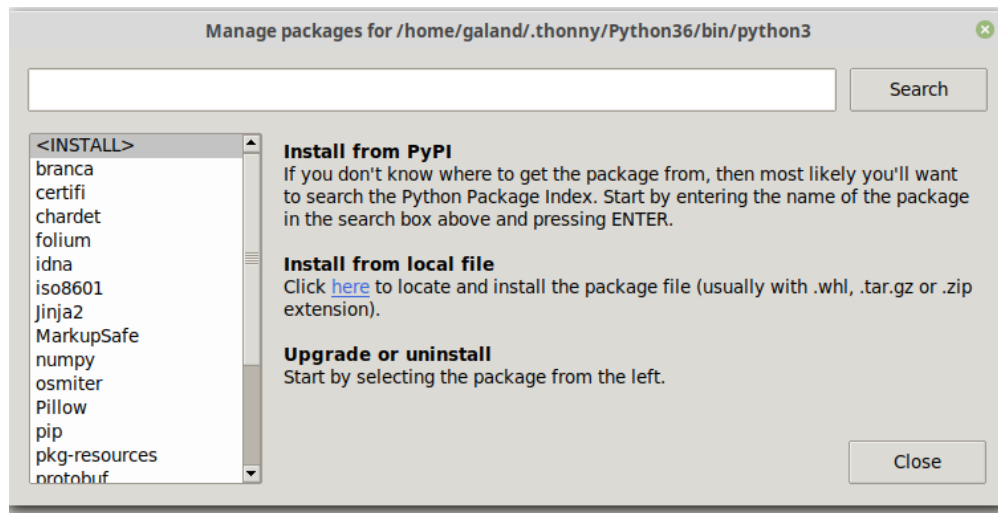 Manage packages for /home/galand/.thonny/Python36/bin/python3
Search
<INSTALL>
branca
certifi
chardet
folium
idna
iso8601
Jinja2
MarkupSafe
numpy
osmiter
Pillow
pip
pkg-resources
protobuf
Install from PyPI
If you don't know where to get the package from, then most likely you'll want
to search the Python Package Index. Start by entering the name of the package
in the search box above and pressing ENTER.
Install from local file
Click here to locate and install the package file (usually with .whl, .tar.gz or .zip
extension).
Upgrade or uninstall
Start by selecting the package from the left.
Close